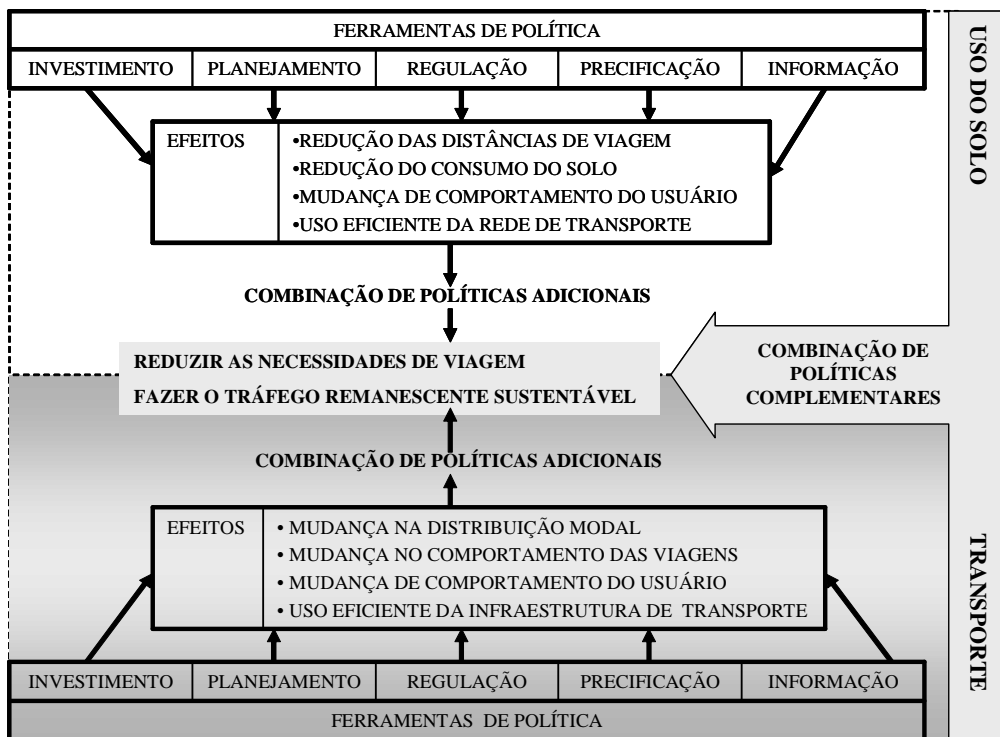 FERRAMENTAS DE POLÍTICA
INVESTIMENTO PLANEJAMENTO REGULAÇÃO PRECIFICAÇÃO INFORMAÇÃO
EFEITOS
•REDUÇÃO DAS DISTÂNCIAS DE VIAGEM
•REDUÇÃO DO CONSUMO DO SOLO
•MUDANÇA DE COMPORTAMENTO DO USUÁRIO
•USO EFICIENTE DA REDE DE TRANSPORTE
USO DO SOLO
COMBINAÇÃO DE POLÍTICAS ADICIONAIS
REDUZIR AS NECESSIDADES DE VIAGEM
FAZER O TRÁFEGO REMANESCENTE SUSTENTÁVEL
COMBINAÇÃO DE
POLÍTICAS
COMPLEMENTARES
COMBINAÇÃO DE POLÍTICAS ADICIONAIS
EFEITOS
• MUDANÇA NA DISTRIBUIÇÃO MODAL
• MUDANÇA NO COMPORTAMENTO DAS VIAGENS
• MUDANÇA DE COMPORTAMENTO DO USUÁRIO
• USO EFICIENTE DA INFRAESTRUTURA DE TRANSPORTE
TRANSPORTE
INVESTIMENTO PLANEJAMENTO REGULAÇÃO PRECIFICAÇÃO INFORMAÇÃO
FERRAMENTAS DE POLÍTICA